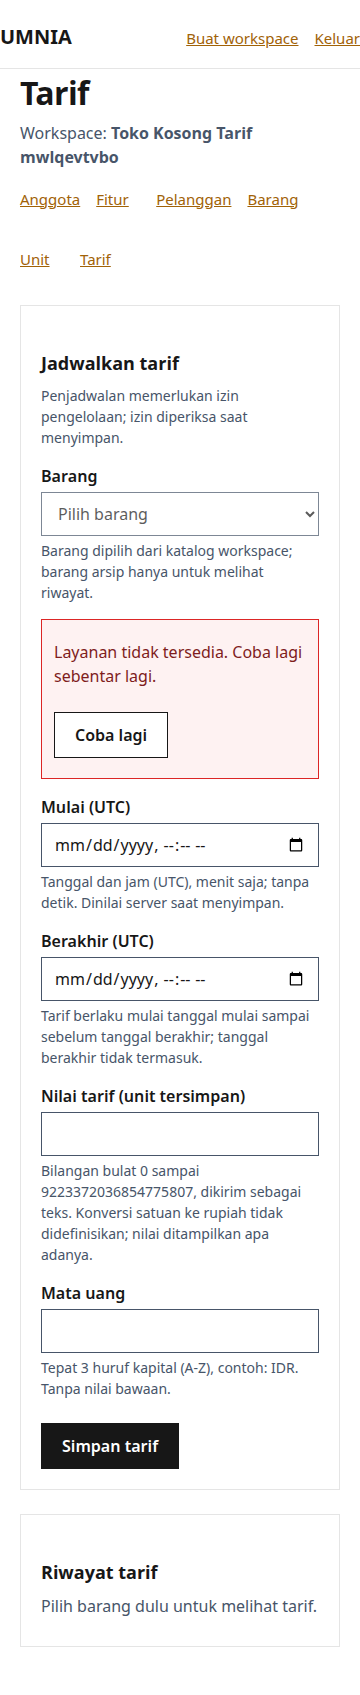 UMNIA
Buat workspace Keluar
Tarif
Workspace: Toko Kosong Tarif
mwlqevtvbo
Anggota Fitur Pelanggan Barang
Unit Tarif
Jadwalkan tarif
Penjadwalan memerlukan izin
pengelolaan; izin diperiksa saat
menyimpan.
Barang
Pilih barang
Barang dipilih dari katalog workspace;
barang arsip hanya untuk melihat
riwayat.
Layanan tidak tersedia. Coba lagi
sebentar lagi.
Coba lagi
Mulai (UTC)
mm/dd/yyyy, --:-- --
Tanggal dan jam (UTC), menit saja; tanpa
detik. Dinilai server saat menyimpan.
Berakhir (UTC)
mm/dd/yyyy, --:-- --
Tarif berlaku mulai tanggal mulai sampai
sebelum tanggal berakhir; tanggal
berakhir tidak termasuk.
Nilai tarif (unit tersimpan)
Bilangan bulat 0 sampai
9223372036854775807, dikirim sebagai
teks. Konversi satuan ke rupiah tidak
didefinisikan; nilai ditampilkan apa
adanya.
Mata uang
Tepat 3 huruf kapital (A-Z), contoh: IDR.
Tanpa nilai bawaan.
Simpan tarif
Riwayat tarif
Pilih barang dulu untuk melihat tarif.